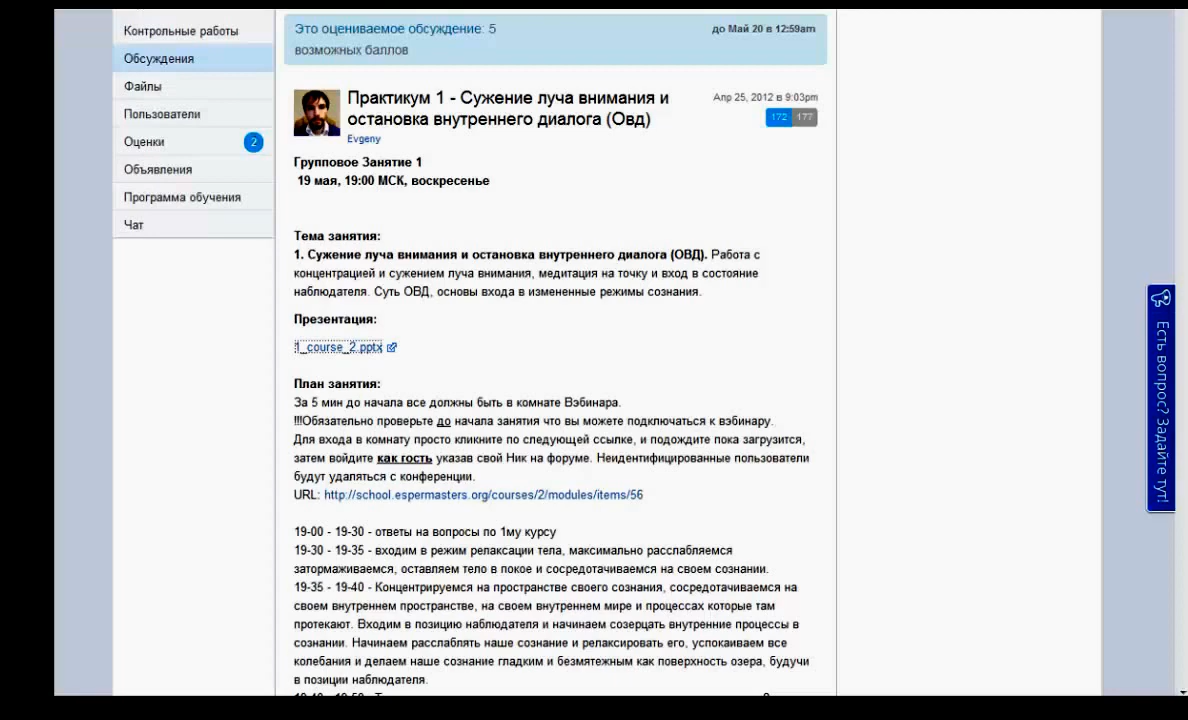 Контрольные работы
Обсуждения
Файлы
Пользователи
Оценки 2
Объявления
Программа обучения
Чат
Это оцениваемое обсуждение: 5
возможных баллов
до Май 20 в 12:59am
Практикум 1 - Сужение луча внимания и
остановка внутреннего диалога (Овд)
Evgeny
Апр 25, 2012 в 9:03pm
172 177
Групповое Занятие 1
19 мая, 19:00 МСК, воскресенье
Тема занятия:
1. Сужение луча внимания и остановка внутреннего диалога (ОВД). Работа с
концентрацией и сужением луча внимания, медитация на точку и вход в состояние
наблюдателя. Суть ОВД, основы входа в измененные режимы сознания.
Презентация:
1_course_2.pptx
План занятия:
За 5 мин до начала все должны быть в комнате Вэбинара.
!!!Обязательно проверьте до начала занятия что вы можете подключаться к вэбинару.
Для входа в комнату просто кликните по следующей ссылке, и подождите пока загрузится,
затем войдите как гость указав свой Ник на форуме. Неидентифицированные пользователи
будут удаляться с конференции.
URL: http://school.espermasters.org/courses/2/modules/items/56
19-00 - 19-30 - ответы на вопросы по 1му курсу
19-30 - 19-35 - входим в режим релаксации тела, максимально расслабляемся
затормаживаемся, оставляем тело в покое и сосредотачиваемся на своем сознании.
19-35 - 19-40 - Концентрируемся на пространстве своего сознания, сосредотачиваемся на
своем внутреннем пространстве, на своем внутреннем мире и процессах которые там
протекают. Входим в позицию наблюдателя и начинаем созерцать внутренние процессы в
сознании. Начинаем расслаблять наше сознание и релаксировать его, успокаиваем все
колебания и делаем наше сознание гладким и безмятежным как поверхность озера, будучи
в позиции наблюдателя.
Есть вопрос? Задайте тут!